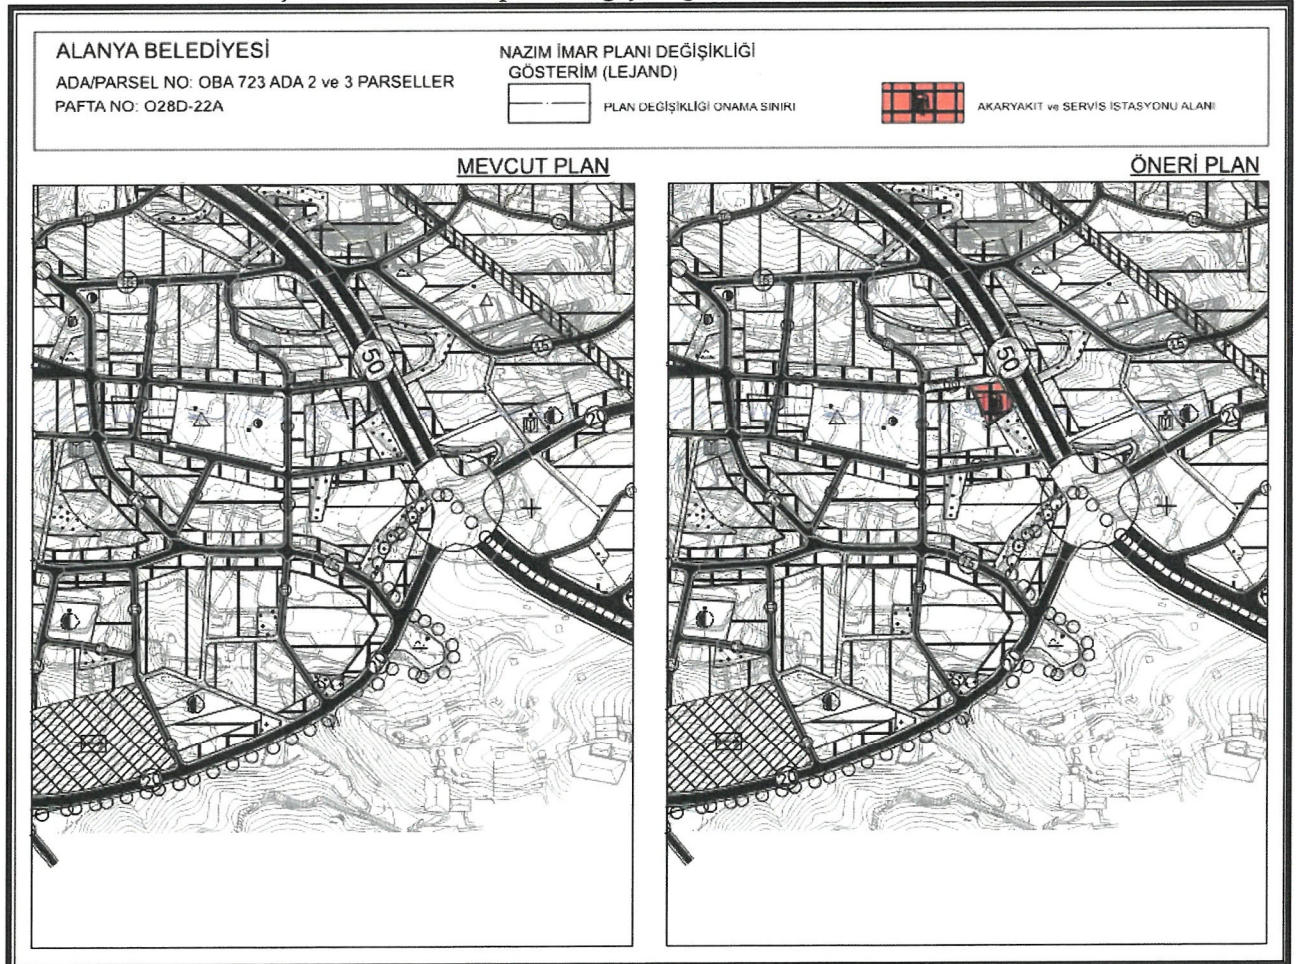 ALANYA BELEDİYESİ
ADA/PARSEL NO: OBA 723 ADA 2 ve 3 PARSELLER
PAFTA NO: O28D-22A
NAZIM İMAR PLANI DEĞİŞİKLİĞİ
GÖSTERİM (LEJAND)
PLAN DEĞİŞİKLİĞİ ONAMA SINIRI
AKARYAKIT ve SERVİS İSTASYONU ALANI
MEVCUT PLAN
ÖNERİ PLAN
50
15
20
20
50
15
20
20